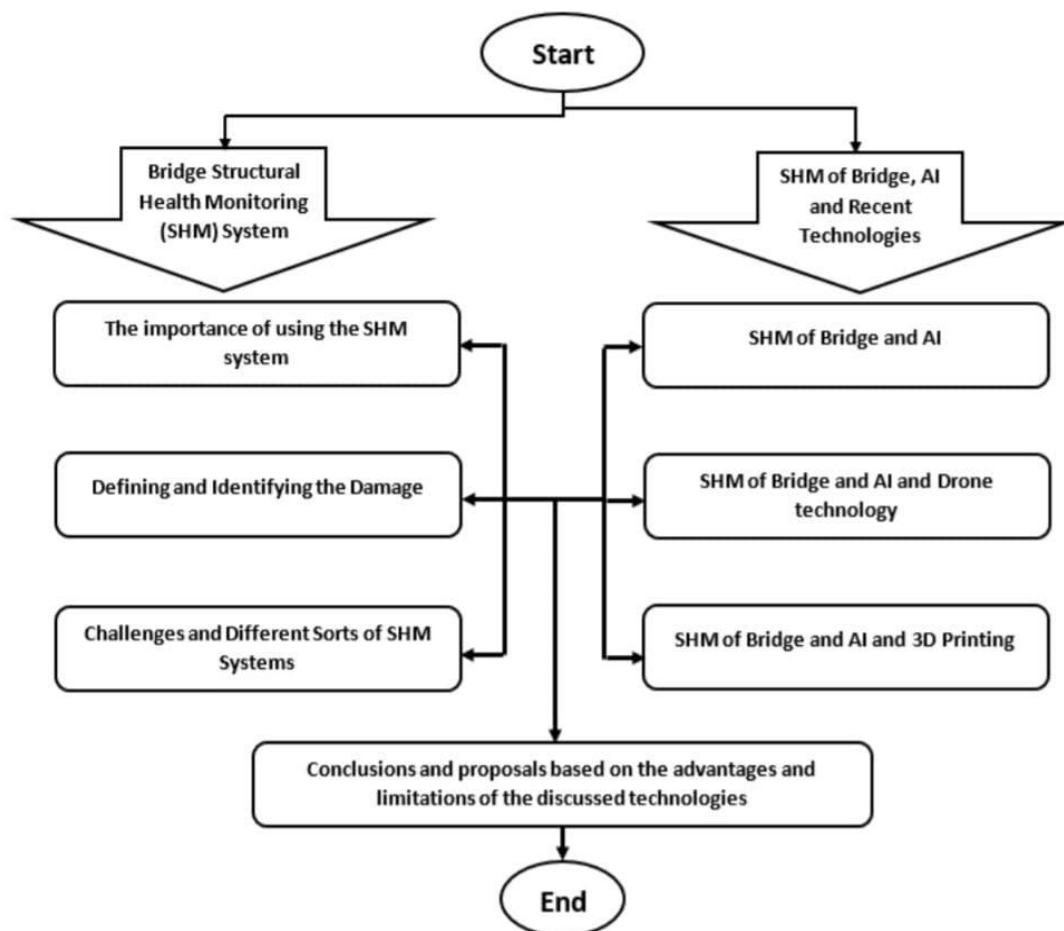 Start
Bridge Structural
Health Monitoring
(SHM) System
SHM of Bridge, AI
and Recent
Technologies
The importance of using the SHM
system
SHM of Bridge and AI
Defining and Identifying the Damage
SHM of Bridge and AI and Drone
technology
Challenges and Different Sorts of SHM
Systems
SHM of Bridge and AI and 3D Printing
Conclusions and proposals based on the advantages and
limitations of the discussed technologies
End